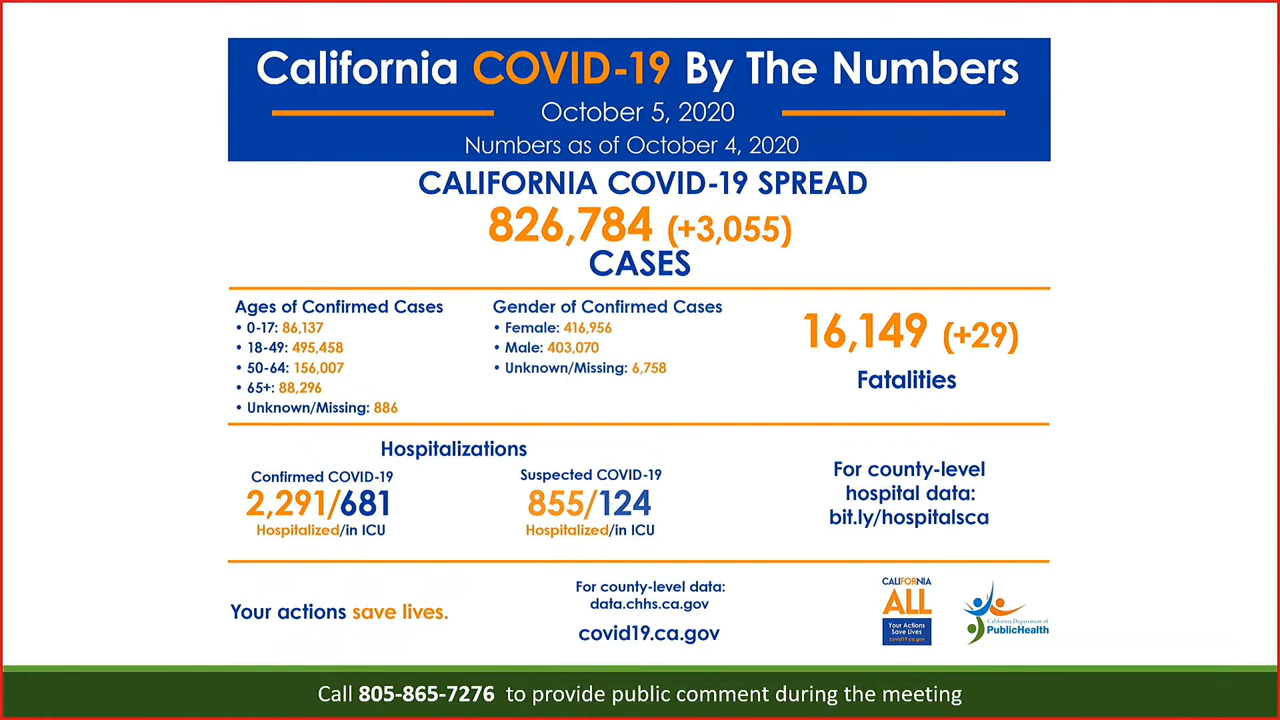 California COVID-19 By The Numbers
October 5, 2020
Numbers as of October 4, 2020
CALIFORNIA COVID-19 SPREAD
826,784 (+3,055)
CASES
Ages of Confirmed Cases
• 0-17: 86,137
• 18-49: 495,458
• 50-64: 156,007
• 65+: 88,296
• Unknown/Missing: 886
Gender of Confirmed Cases
• Female: 416,956
• Male: 403,070
• Unknown/Missing: 6,758
16,149 (+29)
Fatalities
Hospitalizations
Confirmed COVID-19
2,291/681
Hospitalized/in ICU
Suspected COVID-19
855/124
Hospitalized/in ICU
For county-level
hospital data:
bit.ly/hospitalsca
Your actions save lives.
For county-level data:
data.chhs.ca.gov
covid19.ca.gov
CALIFORNIA
ALL
Your Actions
Save Lives
covid19.ca.gov
California Department of
PublicHealth
Call 805-865-7276 to provide public comment during the meeting